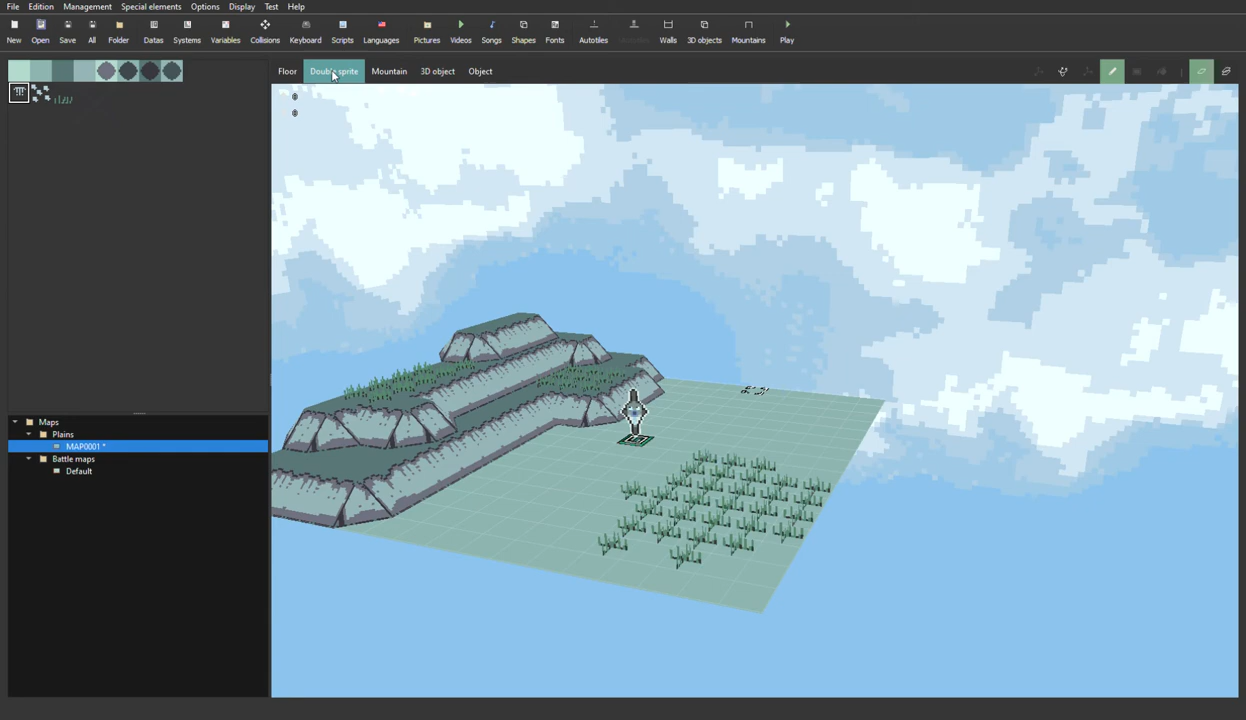 File Edition Management Special elements Options Display Test Help
New Open Save All Folder Datas Systems Variables Collisions Keyboard Scripts Languages Pictures Videos Songs Shapes Fonts Autotiles Walls 3D objects Mountains Play
Floor Double sprite Mountain 3D object Object
Maps
Plains
MAP0001 *
Battle maps
Default